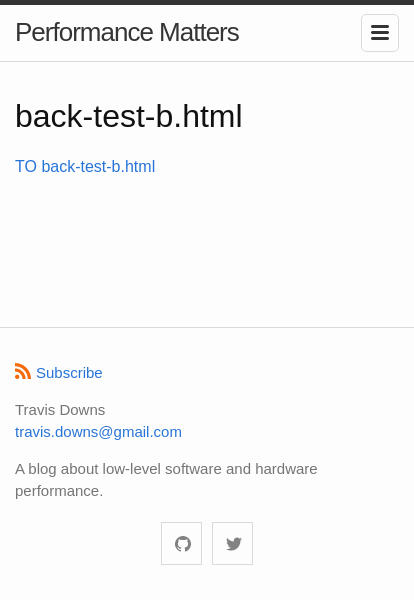 Performance Matters
back-test-b.html
TO back-test-b.html
Subscribe
Travis Downs
travis.downs@gmail.com
A blog about low-level software and hardware
performance.